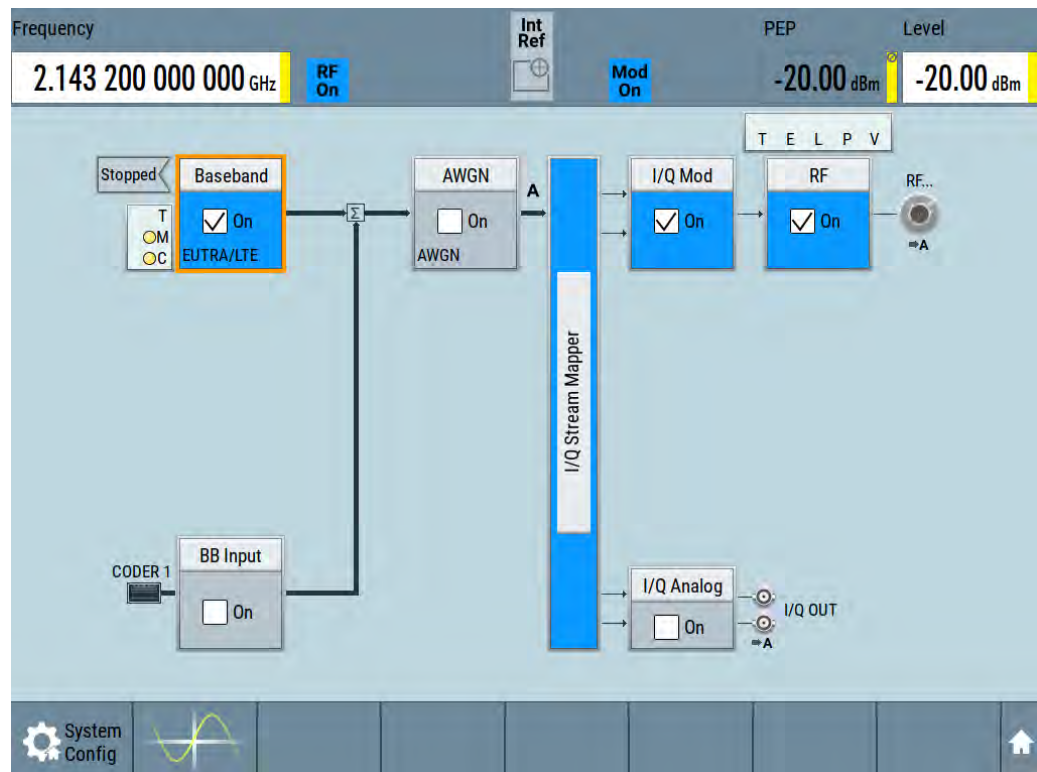 Frequency
Int
Ref
PEP
Level
2.143 200 000 000 GHz
RF
On
Mod
On
-20.00 dBm
-20.00 dBm
T E L P V
Stopped
Baseband
AWGN
I/Q Mod
RF
RF...
A
T
On
Σ
On
On
On
M
C
EUTRA/LTE
AWGN
⇒A
I/Q Stream Mapper
BB Input
CODER 1
On
I/Q Analog
On
I/Q OUT
⇒A
System
Config